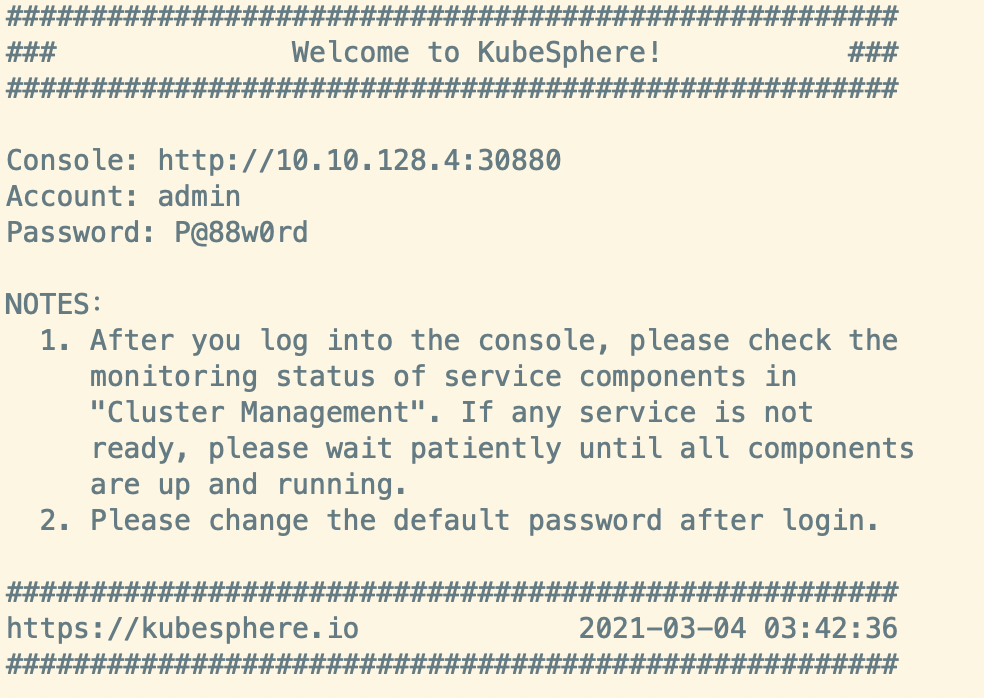 #####################################################
###              Welcome to KubeSphere!           ###
#####################################################
Console: http://10.10.128.4:30880
Account: admin
Password: P@88w0rd
NOTES:
  1. After you log into the console, please check the
     monitoring status of service components in
     "Cluster Management". If any service is not
     ready, please wait patiently until all components
     are up and running.
  2. Please change the default password after login.
#####################################################
https://kubesphere.io             2021-03-04 03:42:36
#####################################################